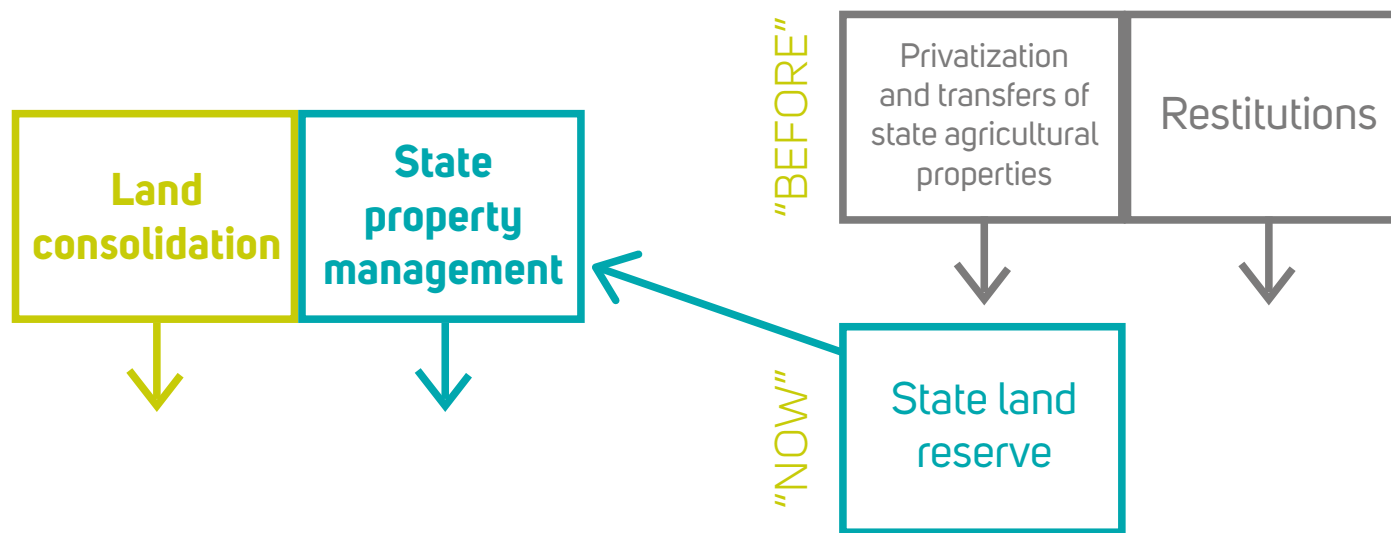 Land
consolidation
State
property
management
“BEFORE”
Privatization
and transfers of
state agricultural
properties
Restitutions
“NOW”
State land
reserve